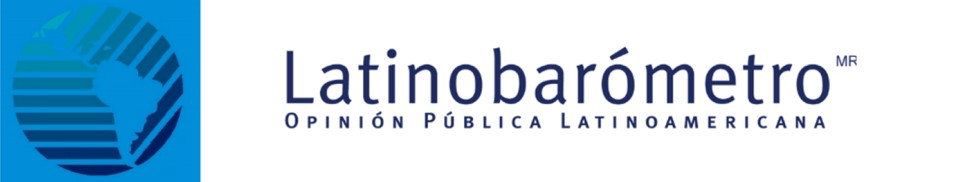 Latinobarómetro MR
OPINIÓN PÚBLICA LATINOAMERICANA